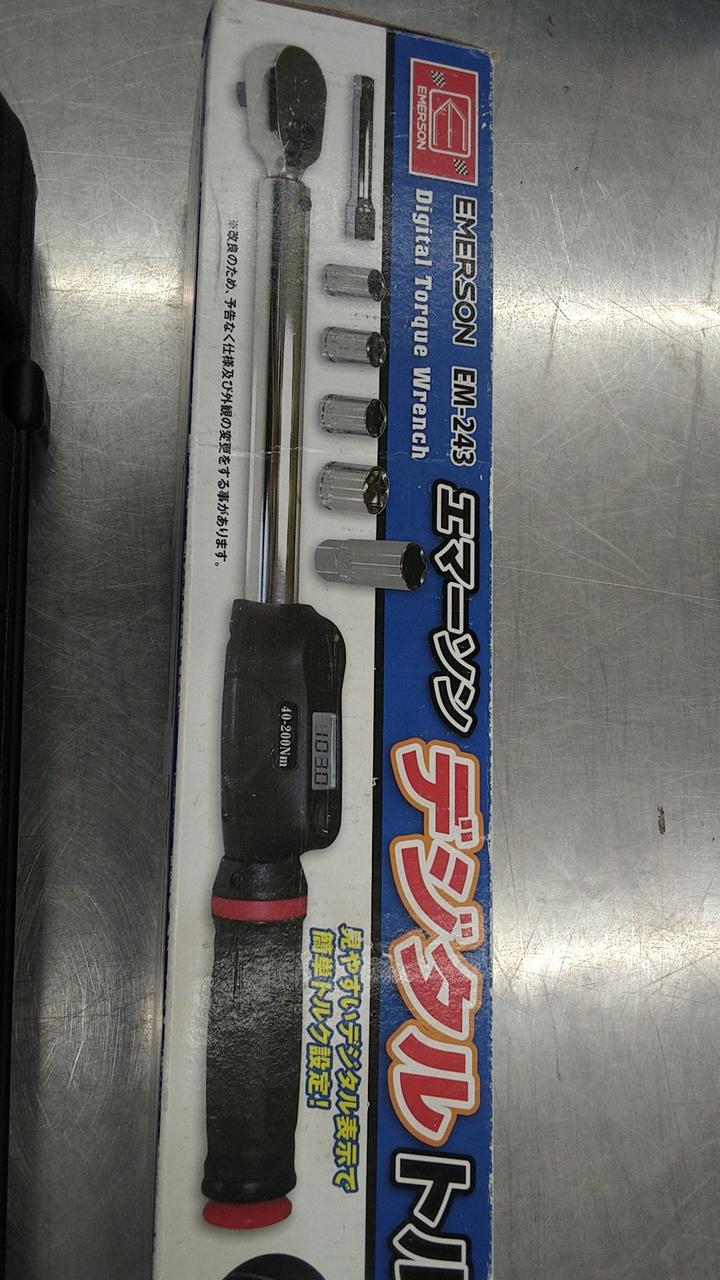 EMERSON
EMERSON EM-243
Digital Torque Wrench
エマーソン
デジタル
トル
※改良のため、予告なく仕様及び外観の変更をする事があります。
103.0
40-200Nm
見やすいデジタル表示で
簡単トルク設定!